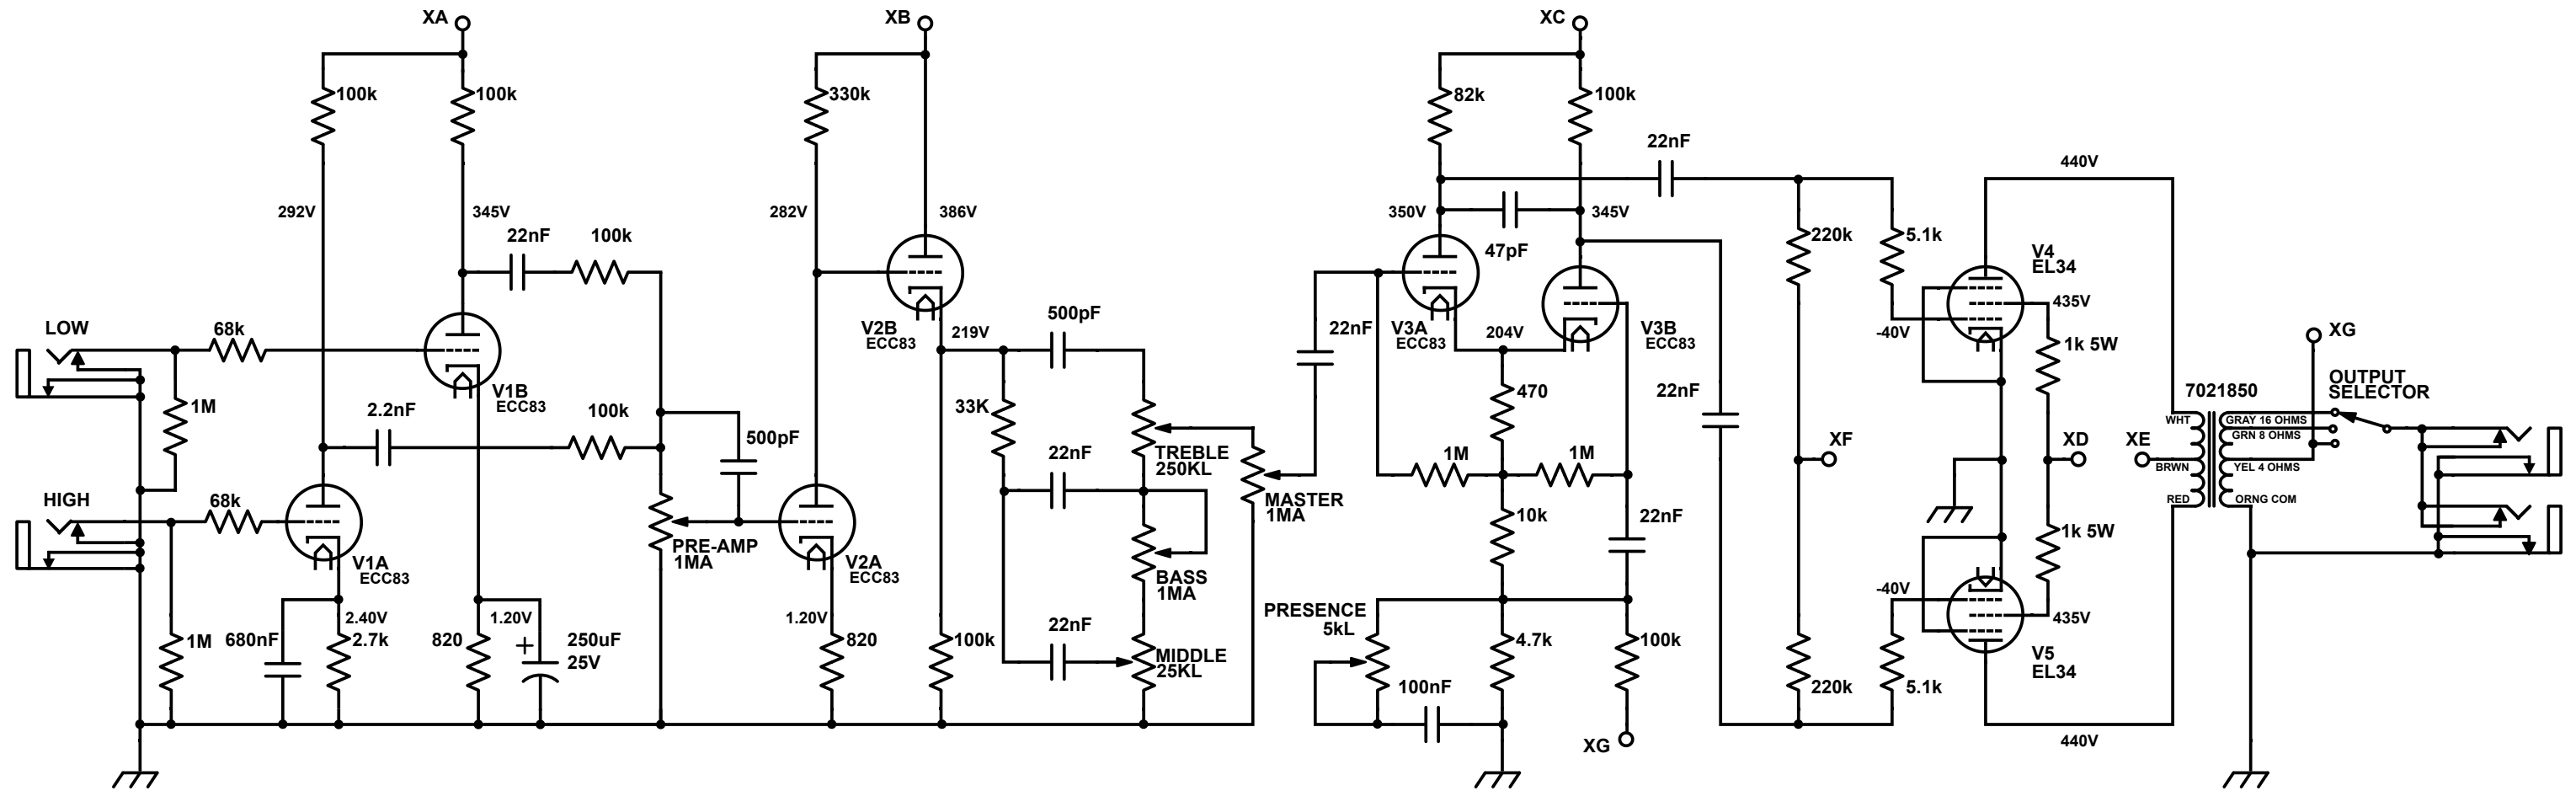 XA
XB
XC
100k
100k
330k
82k
100k
22nF
440V
292V
345V
282V
386V
350V
345V
22nF
100k
47pF
220k
5.1k
V4
EL34
435V
-40V
LOW
68k
V1B
ECC83
V2B
ECC83
219V
500pF
22nF
V3A
ECC83
204V
V3B
ECC83
XG
1k 5W
1M
2.2nF
100k
500pF
33K
TREBLE
250KL
22nF
470
22nF
7021850
OUTPUT
SELECTOR
WHT
GRAY 16 OHMS
GRN 8 OHMS
BRWN
YEL 4 OHMS
RED
ORNG COM
XF
XD
XE
HIGH
68k
V1A
ECC83
PRE-AMP
1MA
V2A
ECC83
22nF
BASS
1MA
MASTER
1MA
1M
1M
10k
22nF
1k 5W
-40V
435V
V5
EL34
1M
680nF
2.40V
2.7k
1.20V
820
250uF
25V
1.20V
820
100k
22nF
MIDDLE
25KL
PRESENCE
5kL
100nF
4.7k
100k
XG
220k
5.1k
440V